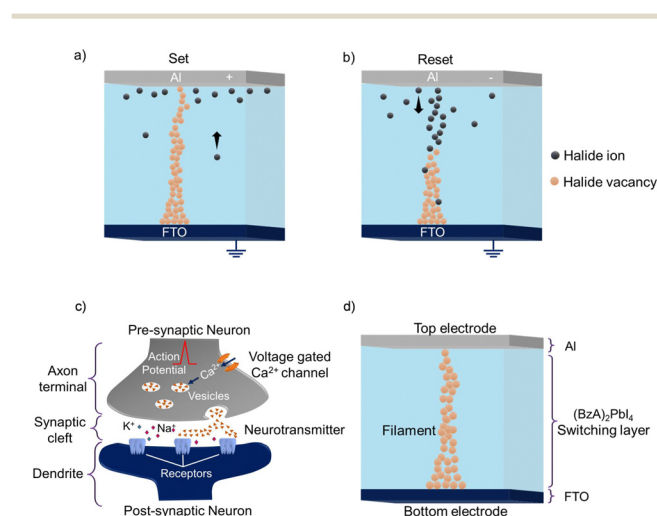 a)
Set
Al
+
FTO
b)
Reset
Al
-
FTO
Halide ion
Halide vacancy
c)
Pre-synaptic Neuron
Axon
terminal
Action
Potential
Ca²⁺
Voltage gated
Ca²⁺ channel
Vesicles
Synaptic
cleft
K⁺
Na⁺
Neurotransmitter
Dendrite
Receptors
Post-synaptic Neuron
d)
Top electrode
Al
Filament
(BzA)₂PbI₄
Switching layer
FTO
Bottom electrode